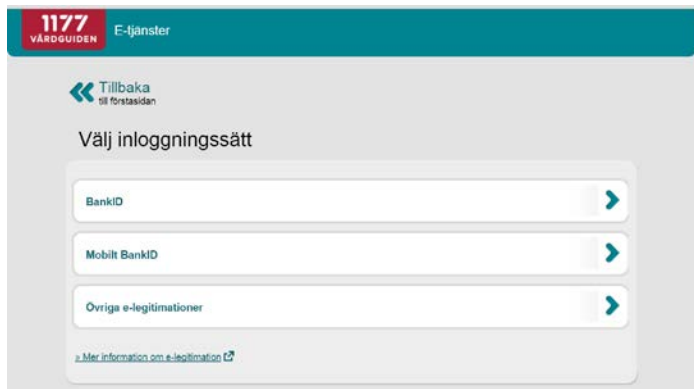 1177
VÅRDGUIDEN
E-tjänster
Tillbaka
till förstasidan
Välj inloggningssätt
BankID
Mobilt BankID
Övriga e-legitimationer
» Mer information om e-legitimation